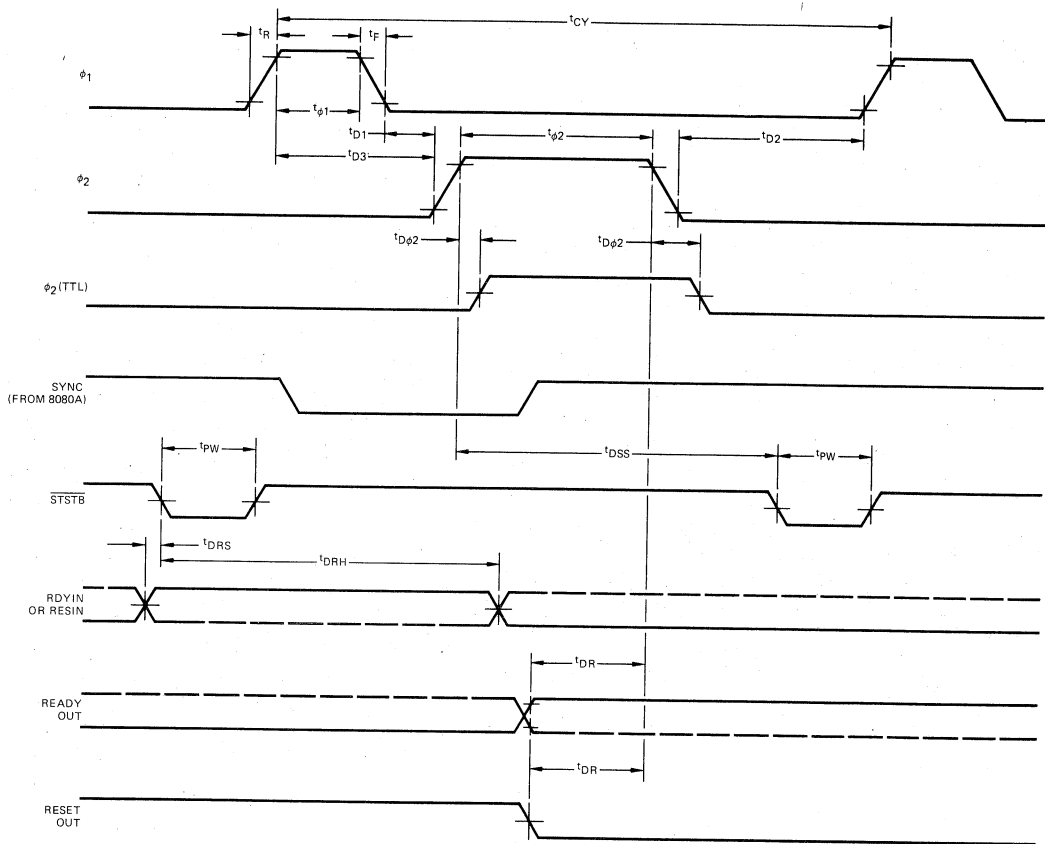 tCY
tR
tF
ϕ1
tϕ1
tD1
tϕ2
tD2
tD3
ϕ2
tDϕ2
tDϕ2
ϕ2(TTL)
SYNC
(FROM 8080A)
tPW
tDSS
tPW
STSTB
tDRS
tDRH
RDYIN
OR RESIN
tDR
READY
OUT
tDR
RESET
OUT